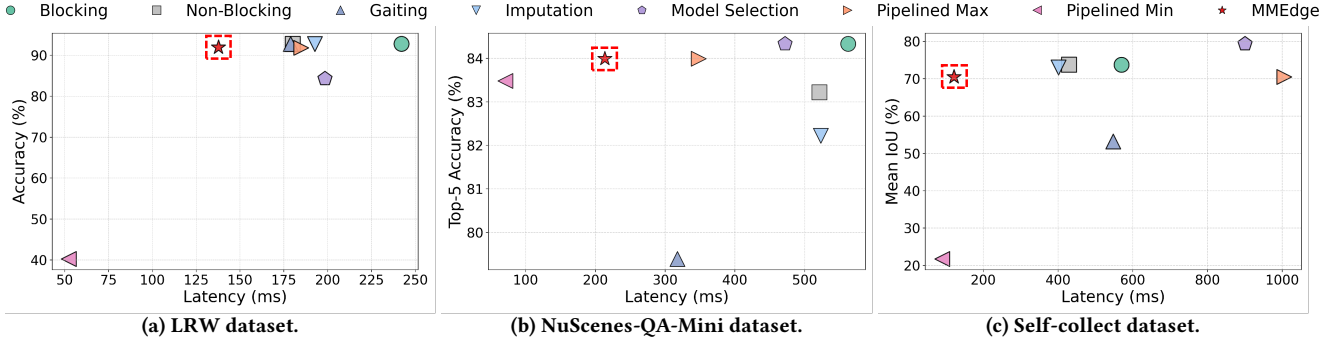 Blocking Non-Blocking Gaiting Imputation Model Selection Pipelined Max Pipelined Min MMEdge
Accuracy (%)
90
80
70
60
50
40
50 75 100 125 150 175 200 225 250
Latency (ms)
(a) LRW dataset.
Top-5 Accuracy (%)
84
83
82
81
80
100 200 300 400 500
Latency (ms)
(b) NuScenes-QA-Mini dataset.
Mean IoU (%)
80
70
60
50
40
30
20
200 400 600 800 1000
Latency (ms)
(c) Self-collect dataset.